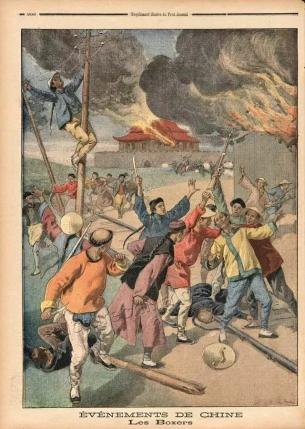 Supplément illustré du Petit Journal
ÉVÉNEMENTS DE CHINE
Les Boxers